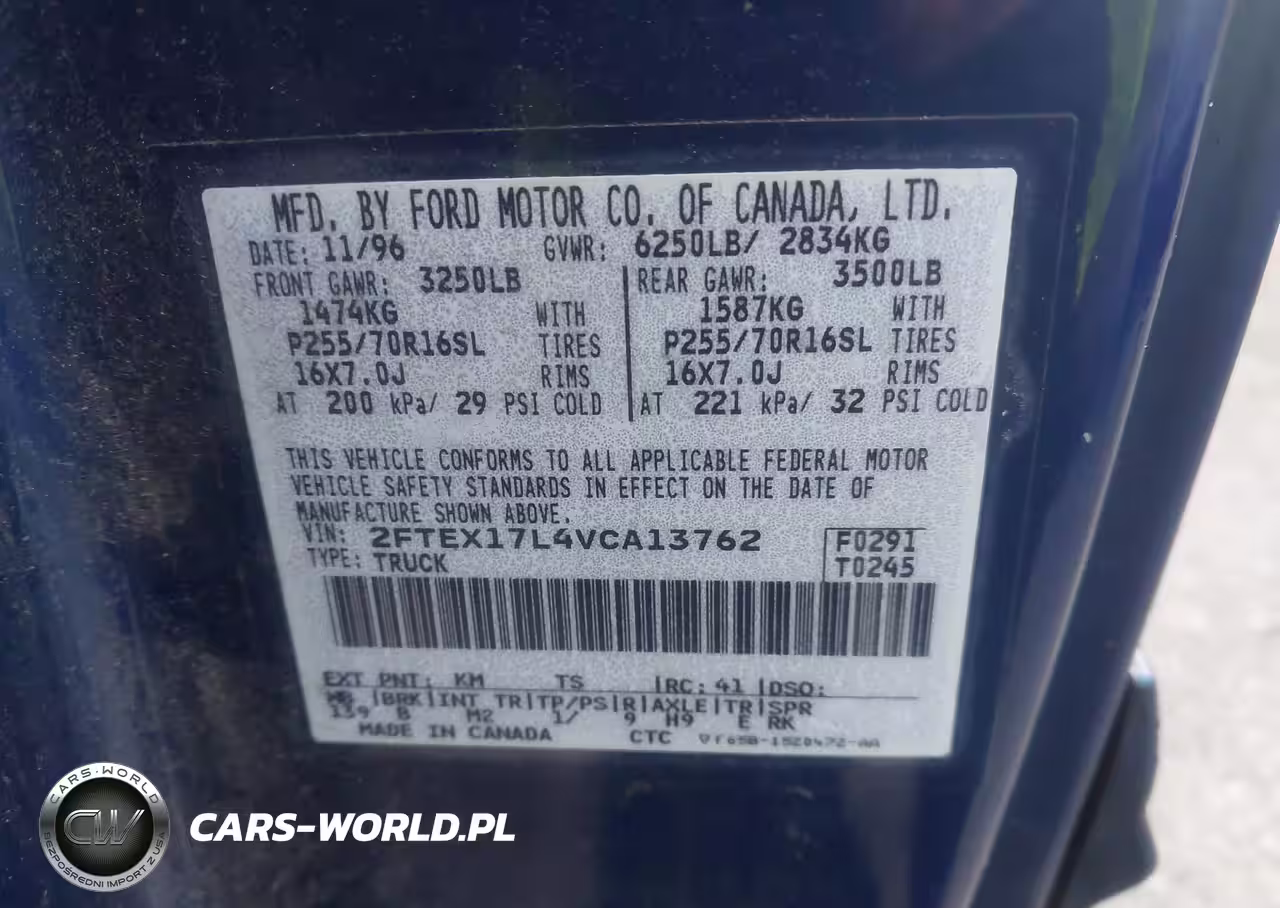 MFD. BY FORD MOTOR CO. OF CANADA, LTD.
DATE: 11/96 GVWR: 6250LB/ 2834KG
FRONT GAWR: 3250LB REAR GAWR: 3500LB
1474KG WITH 1587KG WITH
P255/70R16SL TIRES P255/70R16SL TIRES
16X7.0J RIMS 16X7.0J RIMS
AT 200 kPa/ 29 PSI COLD AT 221 kPa/ 32 PSI COLD
THIS VEHICLE CONFORMS TO ALL APPLICABLE FEDERAL MOTOR
VEHICLE SAFETY STANDARDS IN EFFECT ON THE DATE OF
MANUFACTURE SHOWN ABOVE.
VIN: 2FTEX17L4VCA13762 F0291
TYPE: TRUCK T0245
EXT PNT: KM TS RC: 41 DSO:
WB BRK INT TR TP/PS R AXLE TR SPR
139 B M2 1/ 9 H9 E RK
MADE IN CANADA CTC
CARS-WORLD
CW
BEZPOŚREDNI IMPORT Z USA
CARS-WORLD.PL